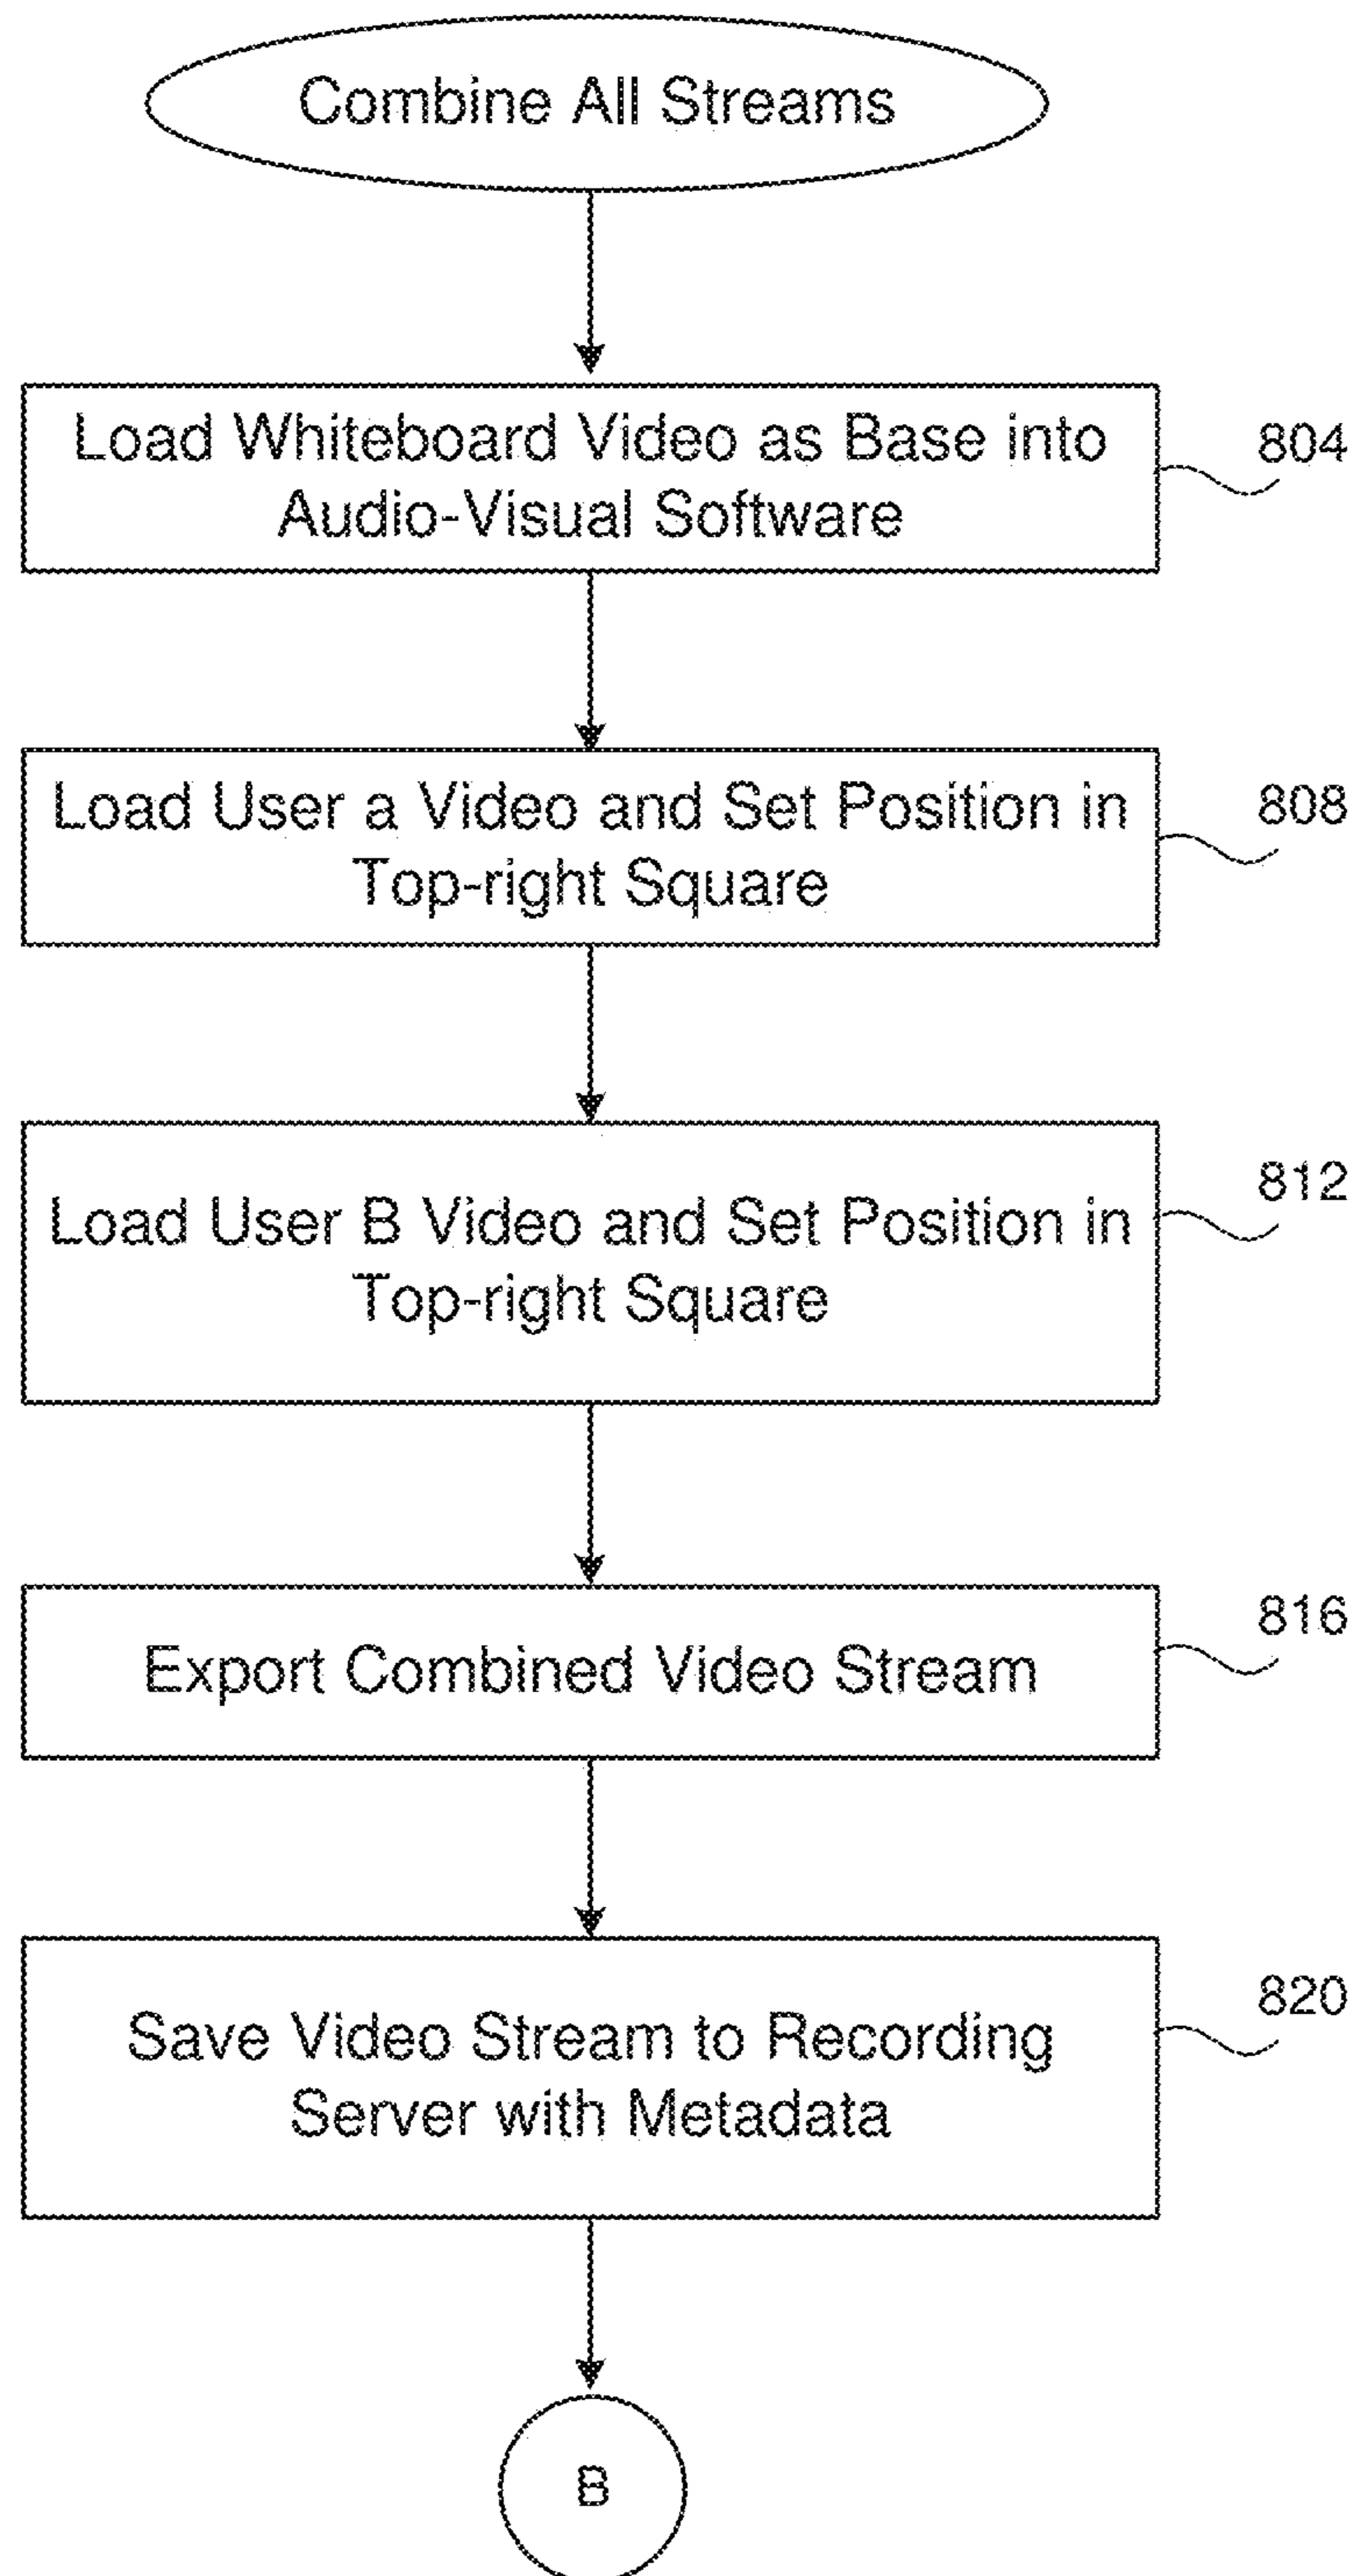 Combine All Streams
Load Whiteboard Video as Base into
Audio-Visual Software
804
Load User a Video and Set Position in
Top-right Square
808
Load User B Video and Set Position in
Top-right Square
812
Export Combined Video Stream
816
Save Video Stream to Recording
Server with Metadata
820
B